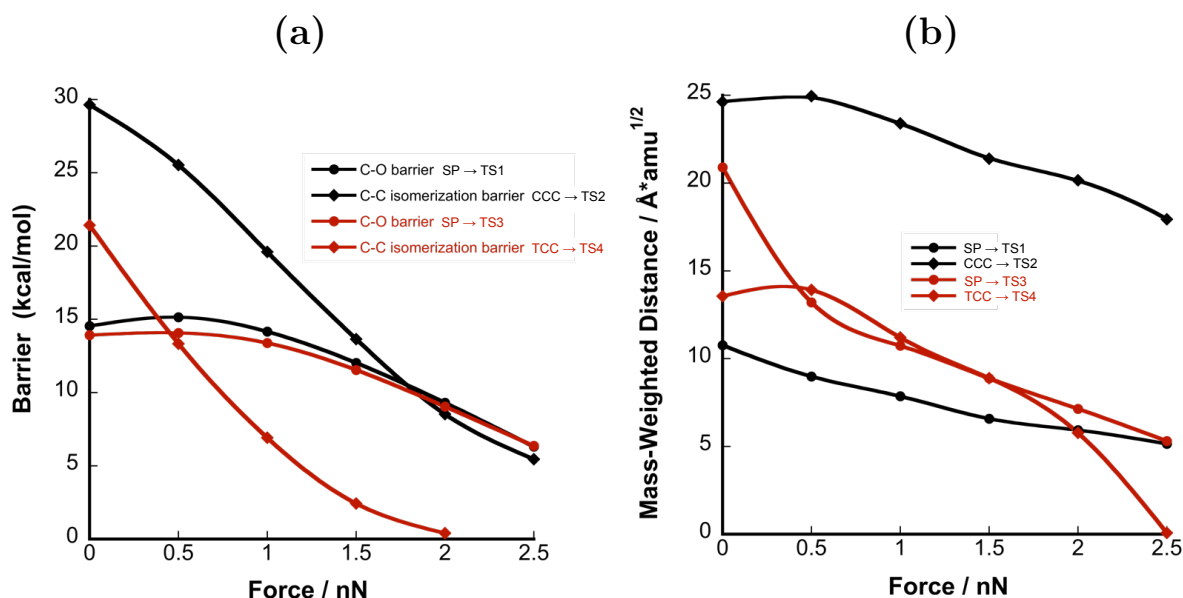 (a)
Barrier (kcal/mol)
30
25
20
15
10
5
0
0 0.5 1 1.5 2 2.5
Force / nN
C-O barrier SP → TS1
C-C isomerization barrier CCC → TS2
C-O barrier SP → TS3
C-C isomerization barrier TCC → TS4
(b)
Mass-Weighted Distance / Å*amu1/2
25
20
15
10
5
0
0 0.5 1 1.5 2 2.5
Force / nN
SP → TS1
CCC → TS2
SP → TS3
TCC → TS4